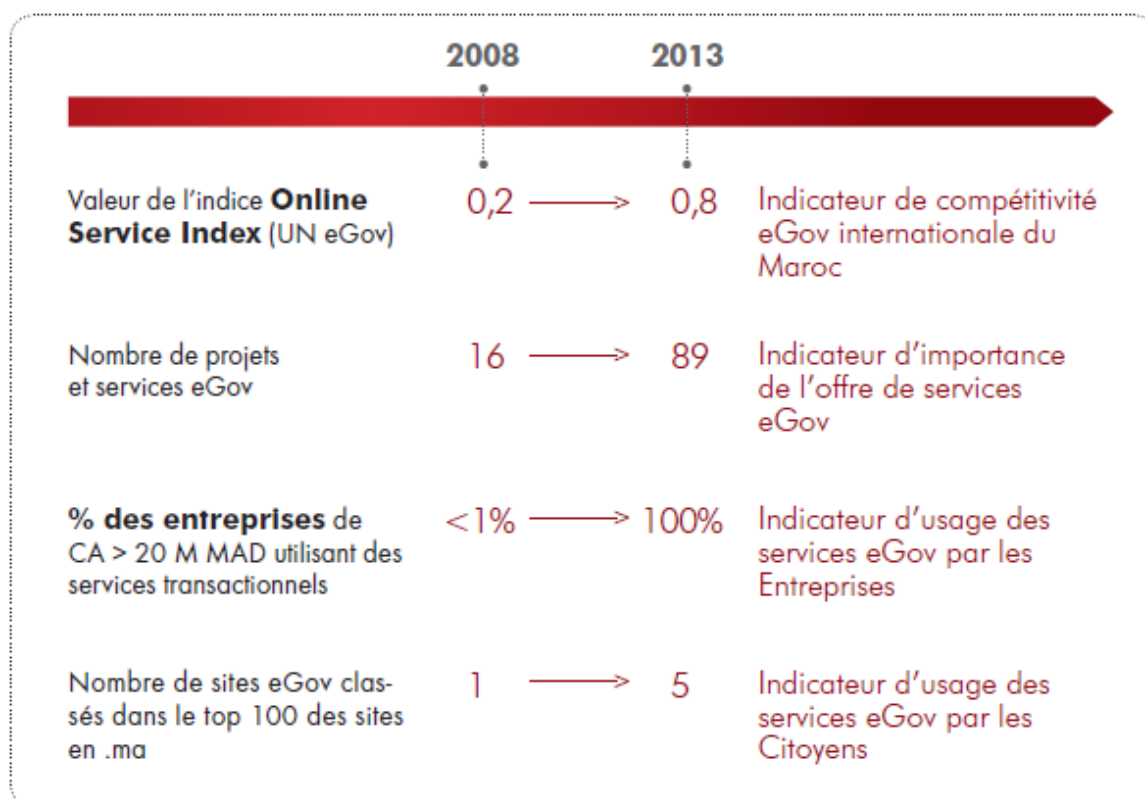 2008 2013
Valeur de l'indice Online
Service Index (UN eGov)
0,2 0,8
Indicateur de compétitivité
eGov internationale du
Maroc
Nombre de projets
et services eGov
16 89
Indicateur d'importance
de l'offre de services
eGov
% des entreprises de
CA > 20 M MAD utilisant des
services transactionnels
<1% 100%
Indicateur d'usage des
services eGov par les
Entreprises
Nombre de sites eGov clas-
sés dans le top 100 des sites
en .ma
1 5
Indicateur d'usage des
services eGov par les
Citoyens